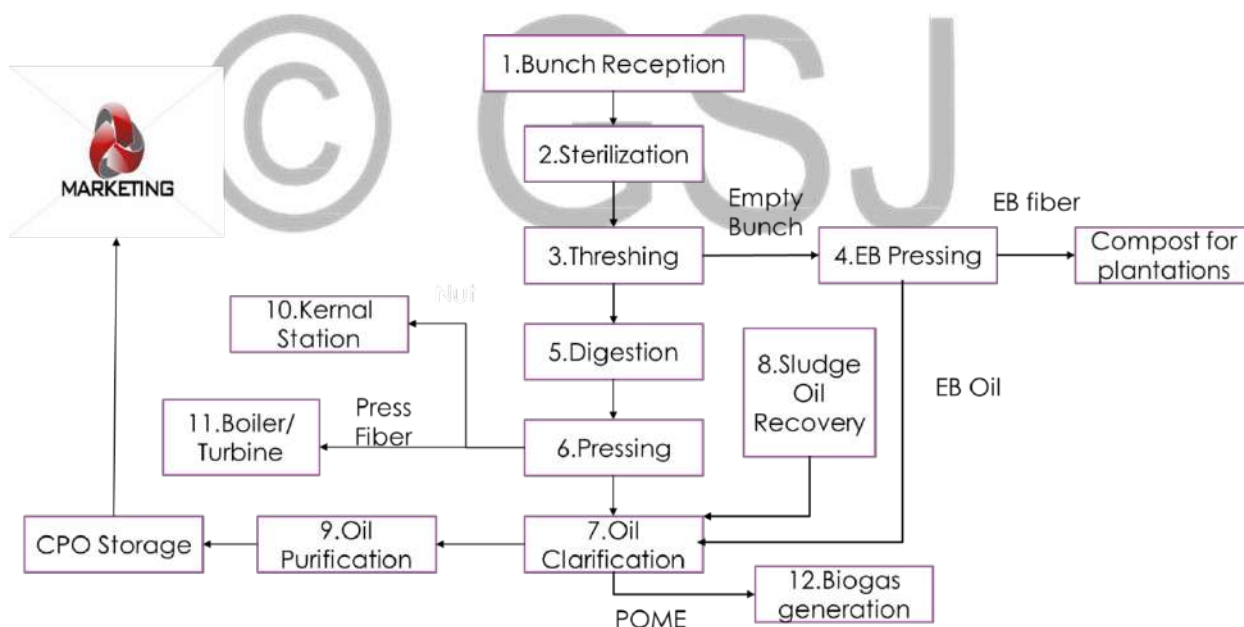 © GSJ
1.Bunch Reception
2.Sterilization
MARKETING
Empty
Bunch
EB fiber
3.Threshing
4.EB Pressing
Compost for
plantations
Nut
10.Kernal
Station
5.Digestion
8.Sludge
Oil
Recovery
EB Oil
Press
Fiber
11.Boiler/
Turbine
6.Pressing
CPO Storage
9.Oil
Purification
7.Oil
Clarification
12.Biogas
generation
POME